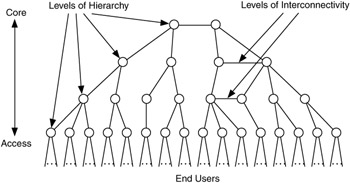 Core
Levels of Hierarchy
Levels of Interconnectivity
Access
End Users